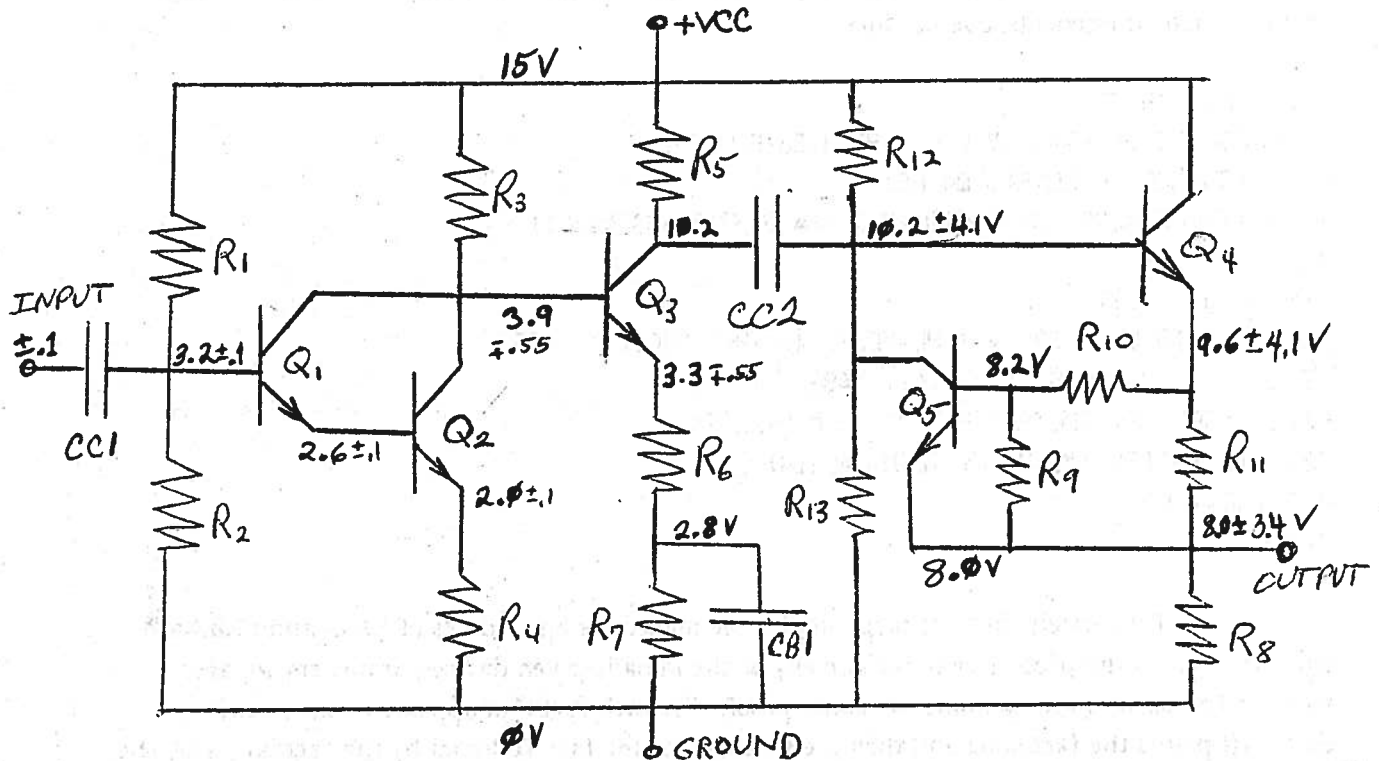 +VCC
15V
R1
R3
R5
R12
INPUT
±.1
CC1
3.2±.1
Q1
2.6±.1
Q2
2.0±.1
R2
R4
3.9
∓.55
10.2
Q3
3.3∓.55
CC2
R6
2.8V
R7
CB1
10.2±4.1V
Q4
9.6±4.1V
R10
8.2V
Q5
R9
R11
R13
8.0V
8.0±3.4V
OUTPUT
R8
0V
GROUND